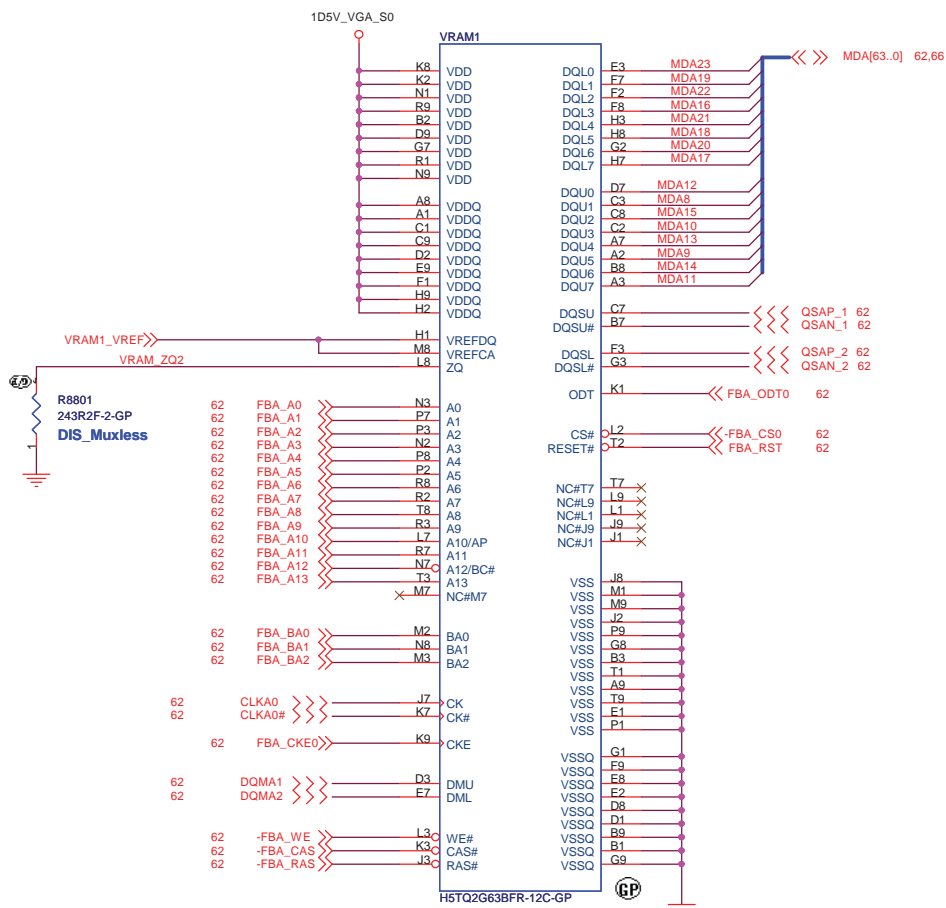 1D5V_VGA_S0
VRAM1
K8 VDD
K2 VDD
N1 VDD
R9 VDD
B2 VDD
D9 VDD
G7 VDD
R1 VDD
N9 VDD
A8 VDDQ
A1 VDDQ
C1 VDDQ
C9 VDDQ
D2 VDDQ
E9 VDDQ
F1 VDDQ
H9 VDDQ
H2 VDDQ
VRAM1_VREF H1 VREFDQ
M8 VREFCA
VRAM_ZQ2 L8 ZQ
R8801
243R2F-2-GP
DIS_Muxless
1
62 FBA_A0 N3 A0
62 FBA_A1 P7 A1
62 FBA_A2 P3 A2
62 FBA_A3 N2 A3
62 FBA_A4 P8 A4
62 FBA_A5 P2 A5
62 FBA_A6 R8 A6
62 FBA_A7 R2 A7
62 FBA_A8 T8 A8
62 FBA_A9 R3 A9
62 FBA_A10 L7 A10/AP
62 FBA_A11 R7 A11
62 FBA_A12 N7 A12/BC#
62 FBA_A13 T3 A13
M7 NC#M7
62 FBA_BA0 M2 BA0
62 FBA_BA1 N8 BA1
62 FBA_BA2 M3 BA2
62 CLKA0 J7 CK
62 CLKA0# K7 CK#
62 FBA_CKE0 K9 CKE
62 DQMA1 D3 DMU
62 DQMA2 E7 DML
62 -FBA_WE L3 WE#
62 -FBA_CAS K3 CAS#
62 -FBA_RAS J3 RAS#
DQL0 E3 MDA23
DQL1 F7 MDA19
DQL2 F2 MDA22
DQL3 F8 MDA16
DQL4 H3 MDA21
DQL5 H8 MDA18
DQL6 G2 MDA20
DQL7 H7 MDA17
MDA[63..0] 62,66
DQU0 D7 MDA12
DQU1 C3 MDA8
DQU2 C8 MDA15
DQU3 C2 MDA10
DQU4 A7 MDA13
DQU5 A2 MDA9
DQU6 B8 MDA14
DQU7 A3 MDA11
DQSU C7 QSAP_1 62
DQSU# B7 QSAN_1 62
DQSL F3 QSAP_2 62
DQSL# G3 QSAN_2 62
ODT K1 FBA_ODT0 62
CS# L2 -FBA_CS0 62
RESET# T2 FBA_RST 62
NC#T7 T7
NC#L9 L9
NC#L1 L1
NC#J9 J9
NC#J1 J1
VSS J8
VSS M1
VSS M9
VSS J2
VSS P9
VSS G8
VSS B3
VSS T1
VSS A9
VSS T9
VSS E1
VSS P1
VSSQ G1
VSSQ F9
VSSQ E8
VSSQ E2
VSSQ D8
VSSQ D1
VSSQ B9
VSSQ B1
VSSQ G9
GP
H5TQ2G63BFR-12C-GP